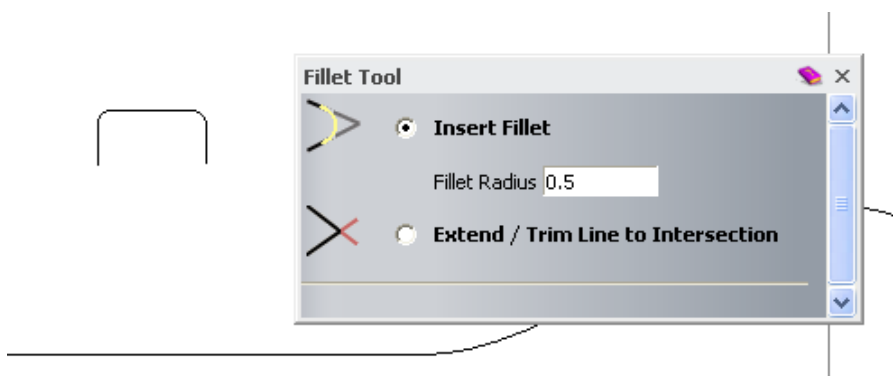 Fillet Tool
Insert Fillet
Fillet Radius 0.5
Extend / Trim Line to Intersection